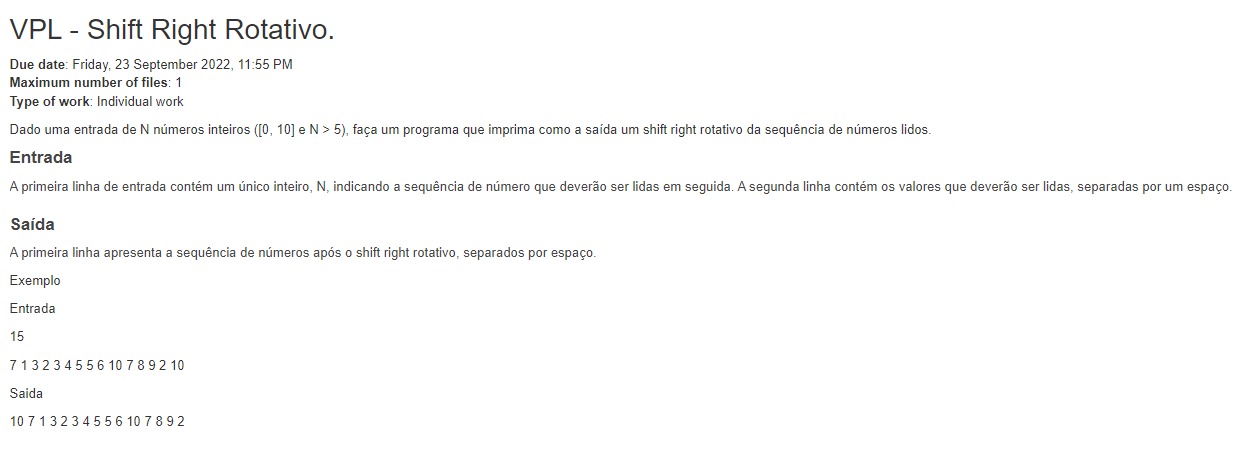 VPL - Shift Right Rotativo.
Due date: Friday, 23 September 2022, 11:55 PM
Maximum number of files: 1
Type of work: Individual work
Dado uma entrada de N números inteiros ([0, 10] e N > 5), faça um programa que imprima como a saída um shift right rotativo da sequência de números lidos.
Entrada
A primeira linha de entrada contém um único inteiro, N, indicando a sequência de número que deverão ser lidas em seguida. A segunda linha contém os valores que deverão ser lidas, separadas por um espaço.
Saída
A primeira linha apresenta a sequência de números após o shift right rotativo, separados por espaço.
Exemplo
Entrada
15
7 1 3 2 3 4 5 5 6 10 7 8 9 2 10
Saida
10 7 1 3 2 3 4 5 5 6 10 7 8 9 2